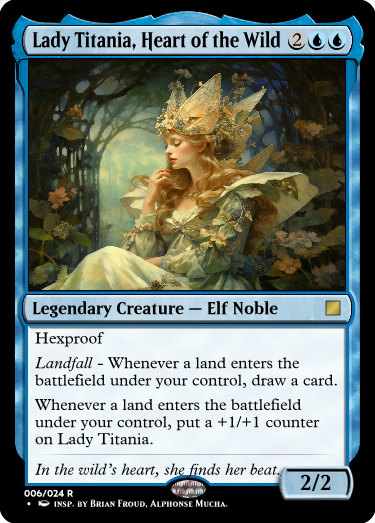 Lady Titania, Heart of the Wild 2
Legendary Creature — Elf Noble
Hexproof
Landfall - Whenever a land enters the
battlefield under your control, draw a card.
Whenever a land enters the battlefield
under your control, put a +1/+1 counter
on Lady Titania.
In the wild's heart, she finds her beat.
2/2
006/024 R
• INSP. BY BRIAN FROUD, ALPHONSE MUCHA.